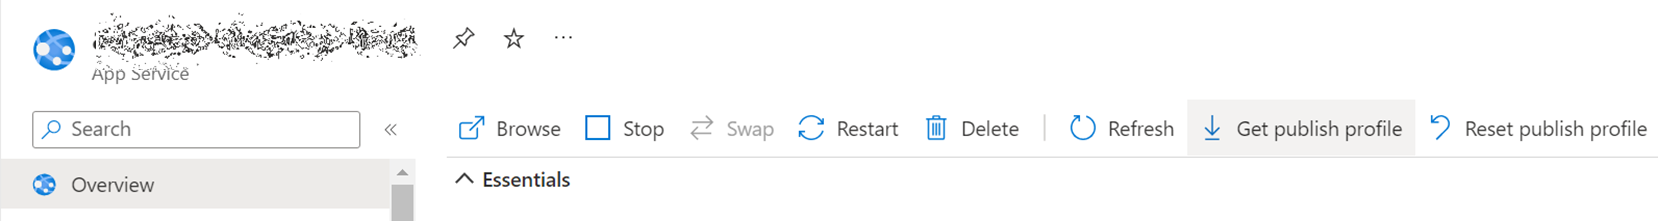 App Service
Search
Browse Stop Swap Restart Delete Refresh Get publish profile Reset publish profile
Overview
Essentials